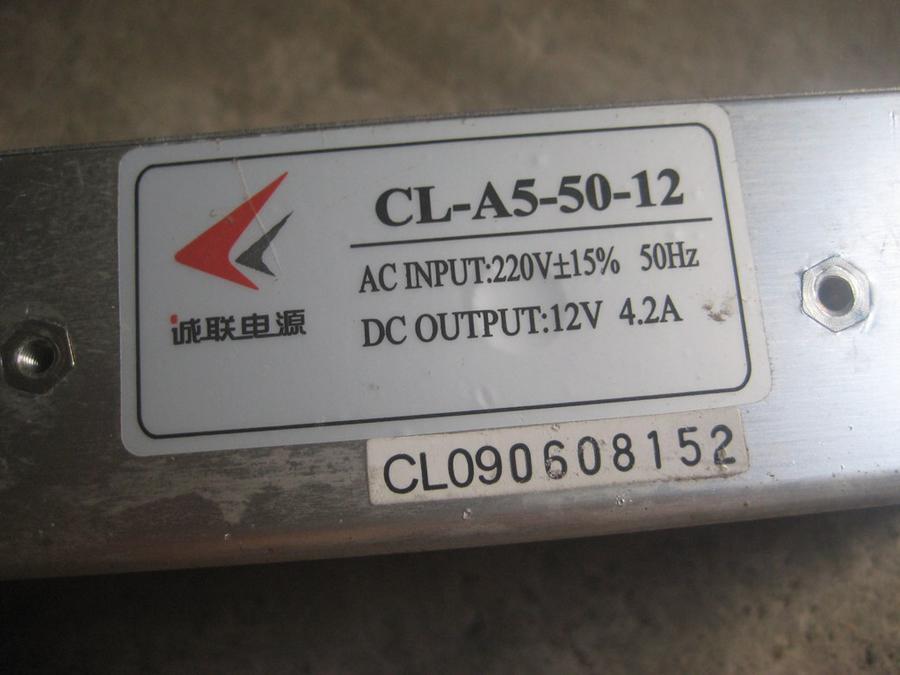 CL-A5-50-12
AC INPUT:220V±15% 50Hz
DC OUTPUT:12V 4.2A
诚联电源
CL090608152